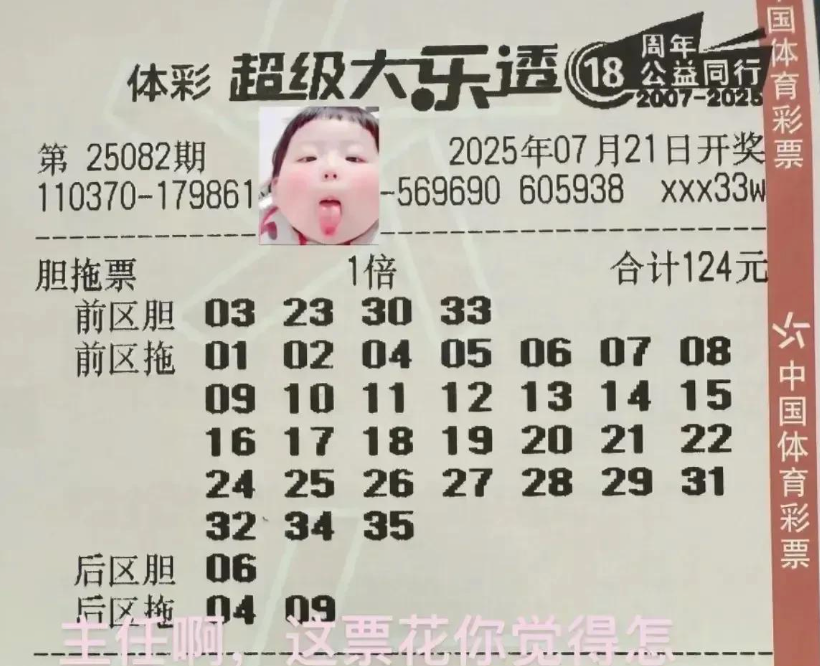 体彩 超级大乐透 18 周年
公益同行
2007-2025
第 25082期 2025年07月21日开奖
110370-179861 -569690 605938 xxx33w
胆拖票 1倍 合计124元
前区胆 03 23 30 33
前区拖 01 02 04 05 06 07 08
09 10 11 12 13 14 15
16 17 18 19 20 21 22
24 25 26 27 28 29 31
32 34 35
后区胆 06
后区拖 04 09
主任啊，这票花你觉得怎
国体育彩票
中国体育彩票